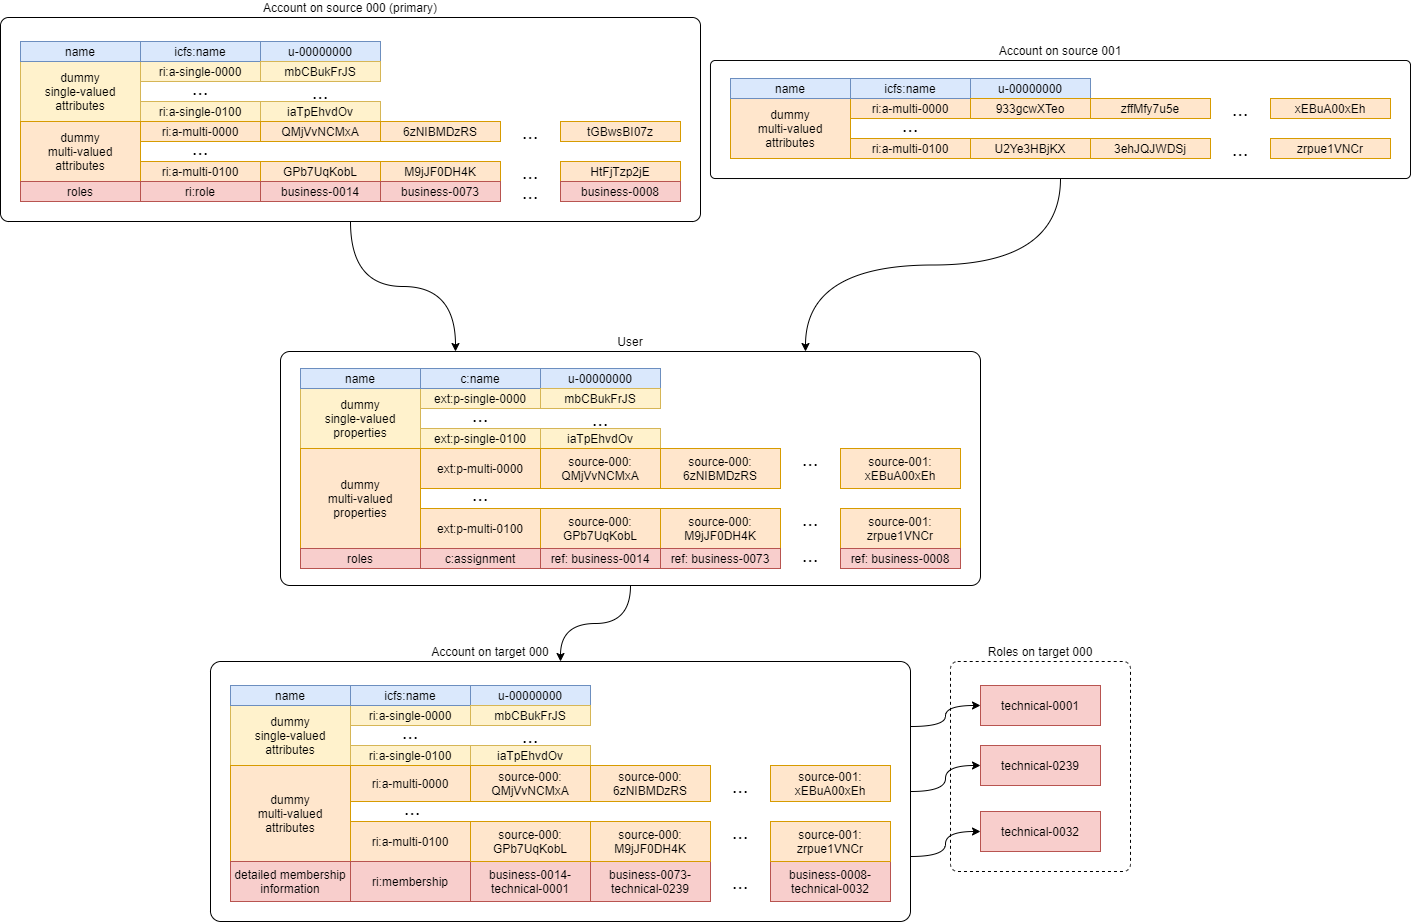 Account on source 000 (primary)
name icfs:name u-00000000
dummy single-valued attributes
ri:a-single-0000 mbCBukFrJS
... ...
ri:a-single-0100 iaTpEhvdOv
dummy multi-valued attributes
ri:a-multi-0000 QMjVvNCMxA 6zNIBMDzRS ... tGBwsBI07z
...
ri:a-multi-0100 GPb7UqKobL M9jJF0DH4K ... HtFjTzp2jE
roles ri:role business-0014 business-0073 ... business-0008
Account on source 001
name icfs:name u-00000000
dummy multi-valued attributes
ri:a-multi-0000 933gcwXTeo zffMfy7u5e ... xEBuA00xEh
...
ri:a-multi-0100 U2Ye3HBjKX 3ehJQJWDSj ... zrpue1VNCr
User
name c:name u-00000000
dummy single-valued properties
ext:p-single-0000 mbCBukFrJS
... ...
ext:p-single-0100 iaTpEhvdOv
dummy multi-valued properties
ext:p-multi-0000 source-000: QMjVvNCMxA source-000: 6zNIBMDzRS ... source-001: xEBuA00xEh
...
ext:p-multi-0100 source-000: GPb7UqKobL source-000: M9jJF0DH4K ... source-001: zrpue1VNCr
roles c:assignment ref: business-0014 ref: business-0073 ... ref: business-0008
Account on target 000
name icfs:name u-00000000
dummy single-valued attributes
ri:a-single-0000 mbCBukFrJS
... ...
ri:a-single-0100 iaTpEhvdOv
dummy multi-valued attributes
ri:a-multi-0000 source-000: QMjVvNCMxA source-000: 6zNIBMDzRS ... source-001: xEBuA00xEh
...
ri:a-multi-0100 source-000: GPb7UqKobL source-000: M9jJF0DH4K ... source-001: zrpue1VNCr
detailed membership information ri:membership business-0014-technical-0001 business-0073-technical-0239 ... business-0008-technical-0032
Roles on target 000
technical-0001
technical-0239
technical-0032